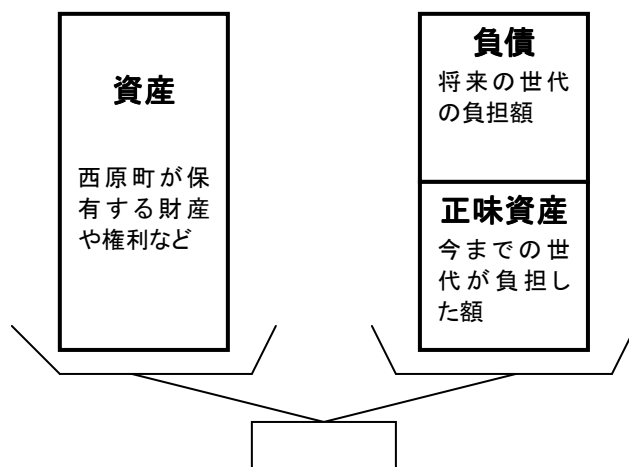 資産
西原町が保
有する財産
や権利など
負債
将来の世代
の負担額
正味資産
今までの世
代が負担し
た額